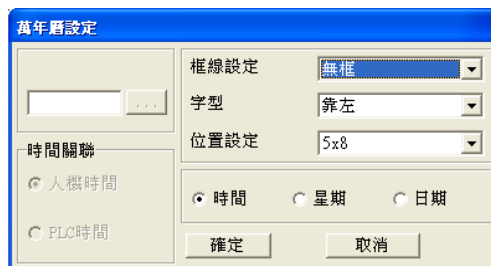 萬年曆設定
框線設定
無框
...
字型
靠左
位置設定
5x8
時間關聯
人機時間
時間
星期
日期
PLC時間
確定
取消